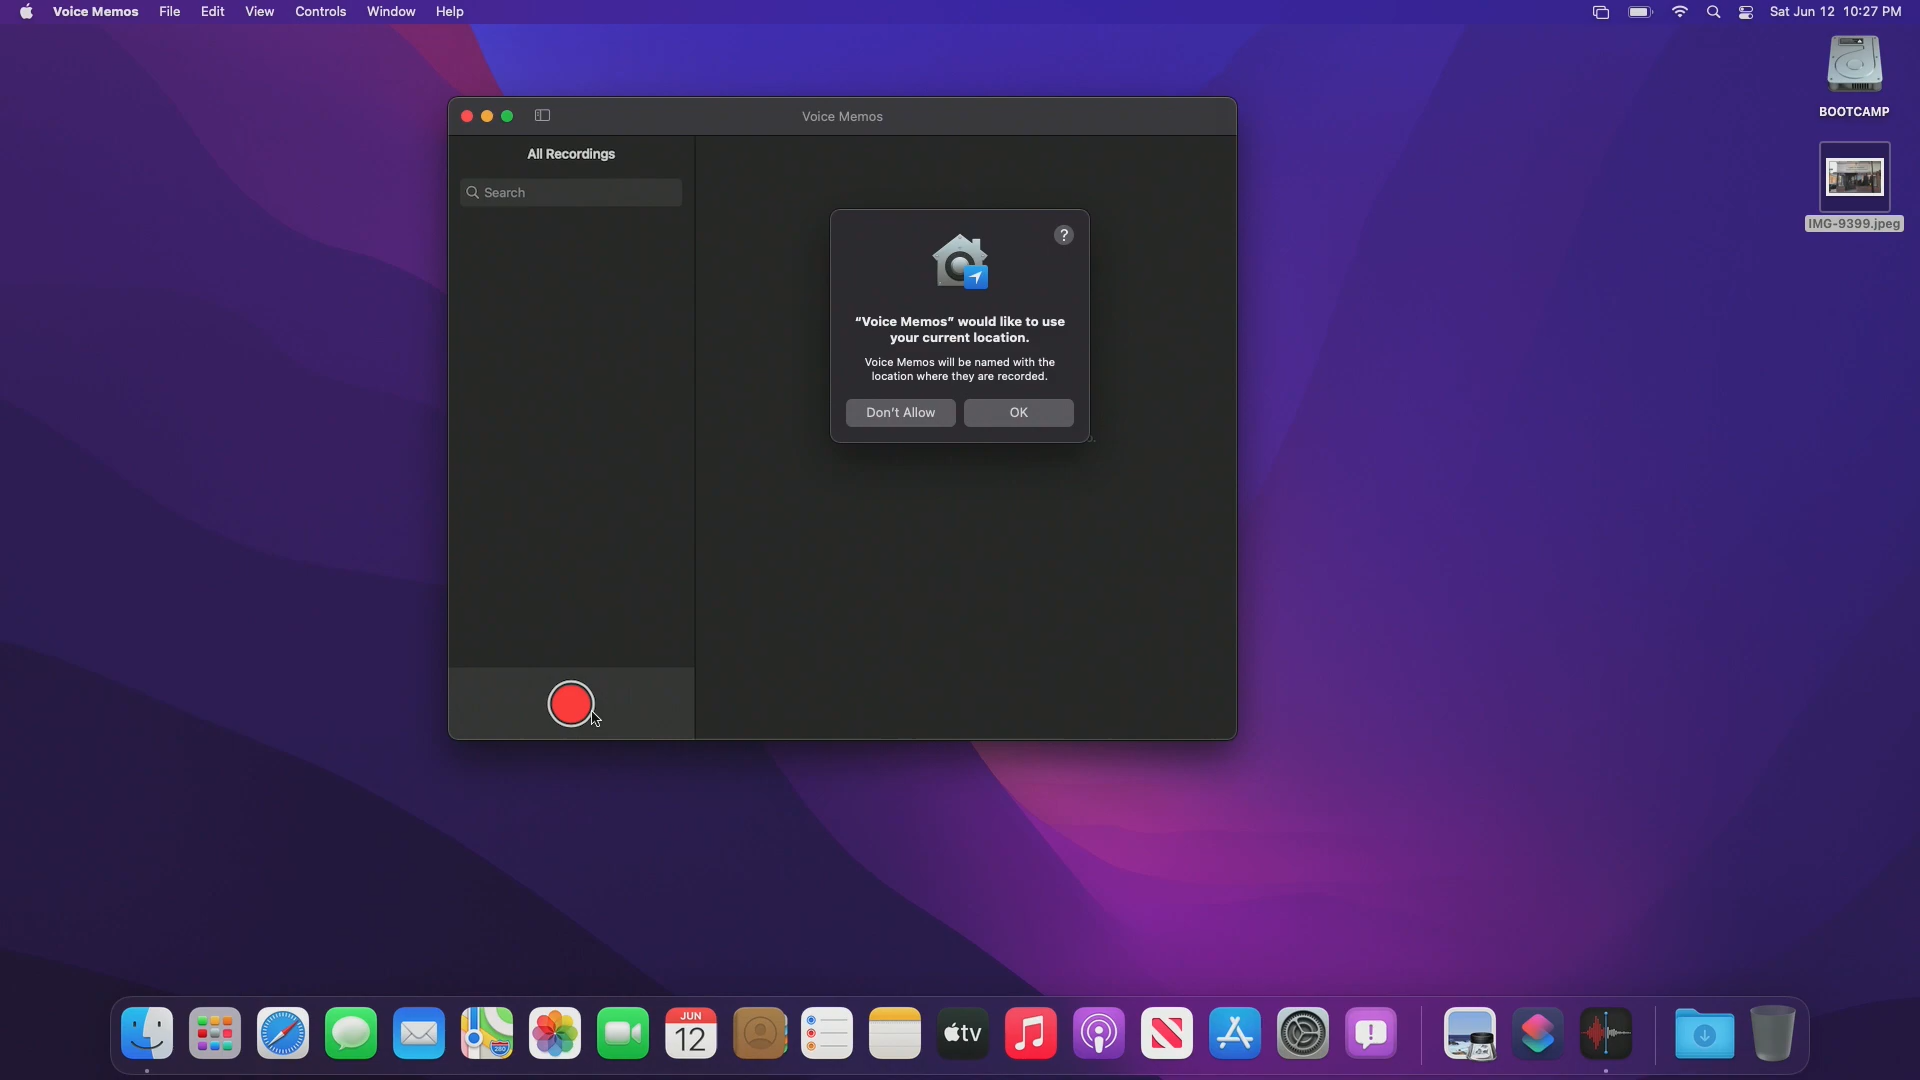 Voice Memos File Edit View Controls Window Help
Sat Jun 12 10:27 PM
BOOTCAMP
IMG-9399.jpeg
Voice Memos
All Recordings
Search
?
“Voice Memos” would like to use
your current location.
Voice Memos will be named with the
location where they are recorded.
Don’t Allow
OK
JUN
12
tv
280